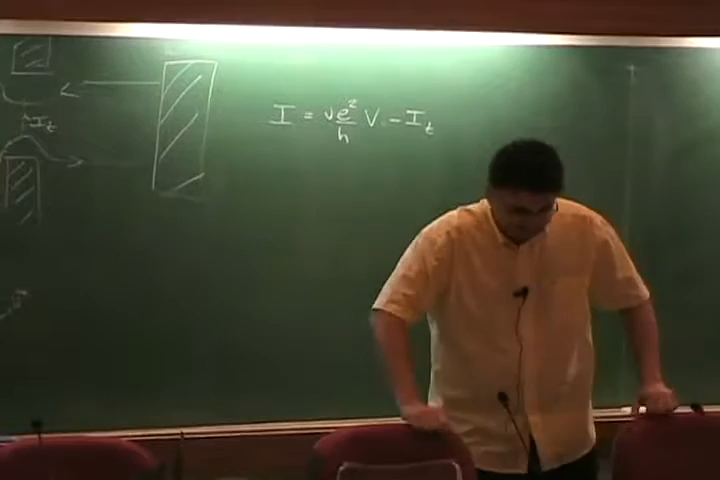 I = νe²/h V - I_t
I_t